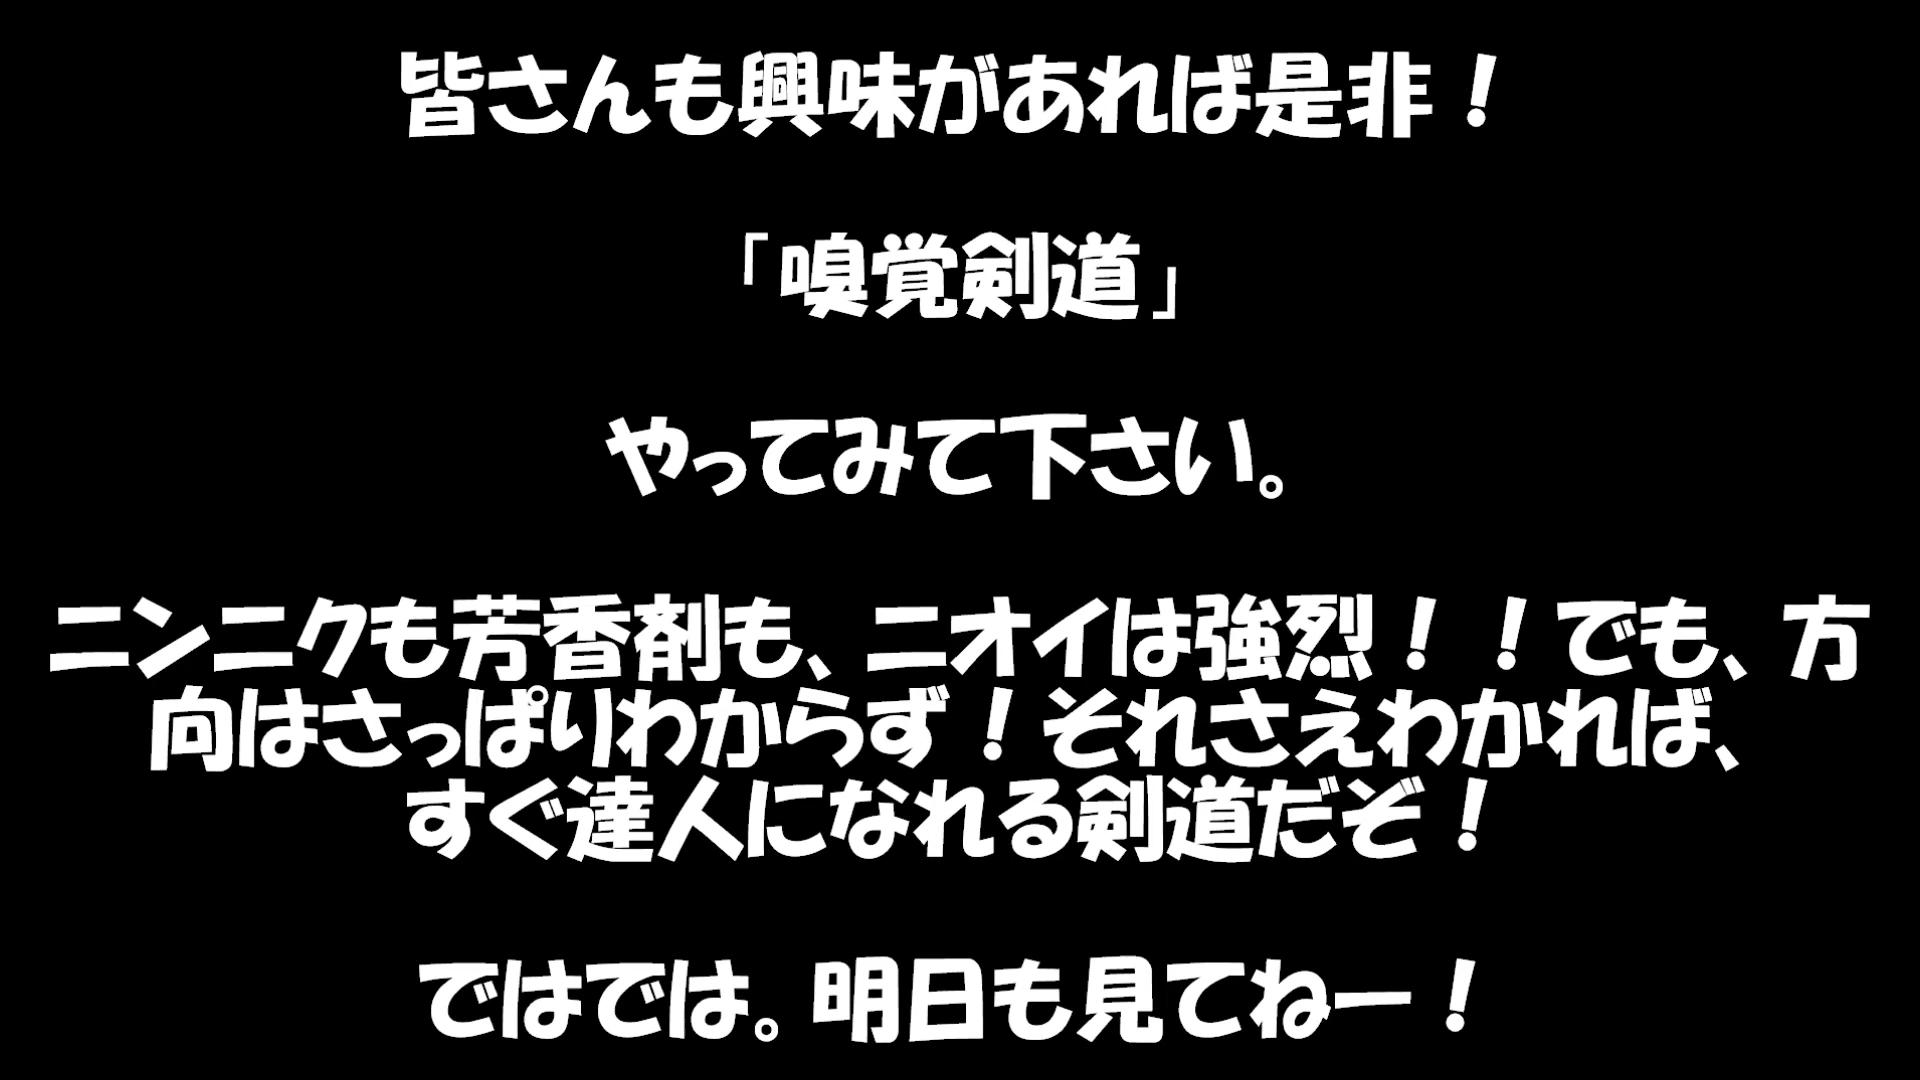 皆さんも興味があれば是非！
「嗅覚剣道」
やってみて下さい。
ニンニクも芳香剤も、ニオイは強烈！！でも、方
向はさっぱりわからず！それさえわかれば、
すぐ達人になれる剣道だぞ！
ではでは。明日も見てねー！